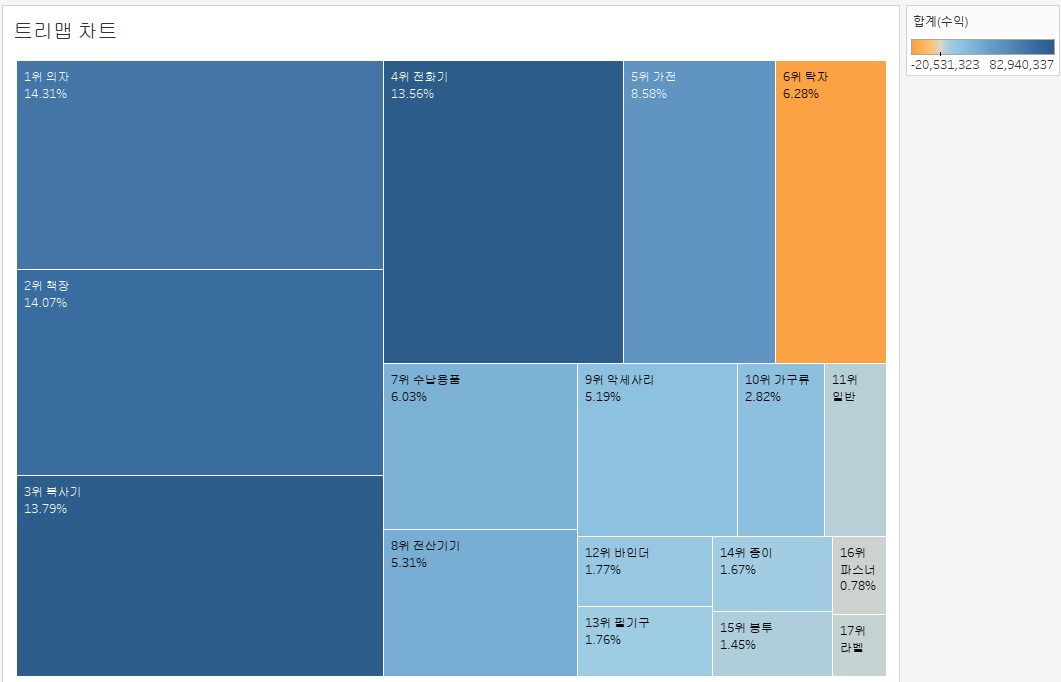 트리맵 차트
합계(수익)
-20,531,323 82,940,337
1위 의자
14.31%
2위 책장
14.07%
3위 복사기
13.79%
4위 전화기
13.56%
5위 가전
8.58%
6위 탁자
6.28%
7위 수납용품
6.03%
8위 전산기기
5.31%
9위 악세사리
5.19%
10위 가구류
2.82%
11위
일반
12위 바인더
1.77%
13위 필기구
1.76%
14위 종이
1.67%
15위 봉투
1.45%
16위
파스너
0.78%
17위
라벨